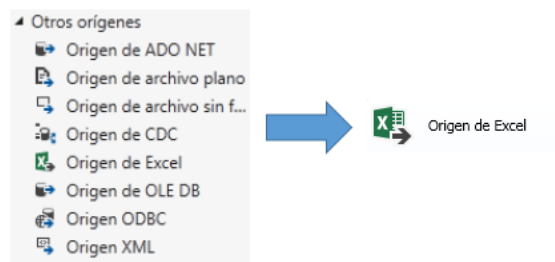 Otros orígenes
Origen de ADO NET
Origen de archivo plano
Origen de archivo sin f...
Origen de CDC
Origen de Excel
Origen de OLE DB
Origen ODBC
Origen XML
Origen de Excel